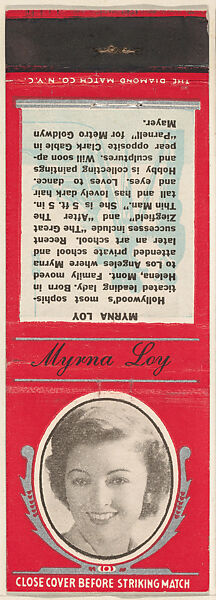 THE DIAMOND MATCH CO. N.Y.C.
MYRNA LOY
Hollywood's most sophis-
ticated leading lady. Born in
Helena, Mont. Family moved
to Los Angeles where Myrna
attended private school and
later an art school. Recent
successes include "The Great
Ziegfield" and "After The
Thin Man." She is 5 ft. 5 in.
tall and has lovely dark hair
and eyes. Loves to dance.
Hobby is collecting paintings
and sculptures. Will soon ap-
pear opposite Clark Gable in
"Parnell" for Metro Goldwyn
Mayer.
Myrna Loy
CLOSE COVER BEFORE STRIKING MATCH